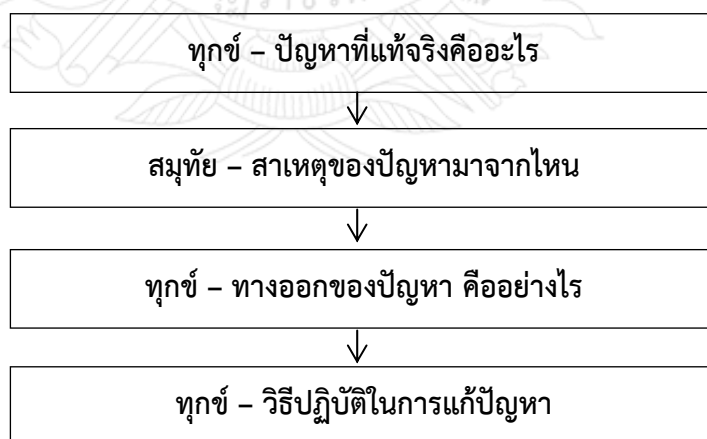 ทุกข์ – ปัญหาที่แท้จริงคืออะไร
สมุทัย – สาเหตุของปัญหามาจากไหน
ทุกข์ – ทางออกของปัญหา คืออย่างไร
ทุกข์ – วิธีปฏิบัติในการแก้ปัญหา